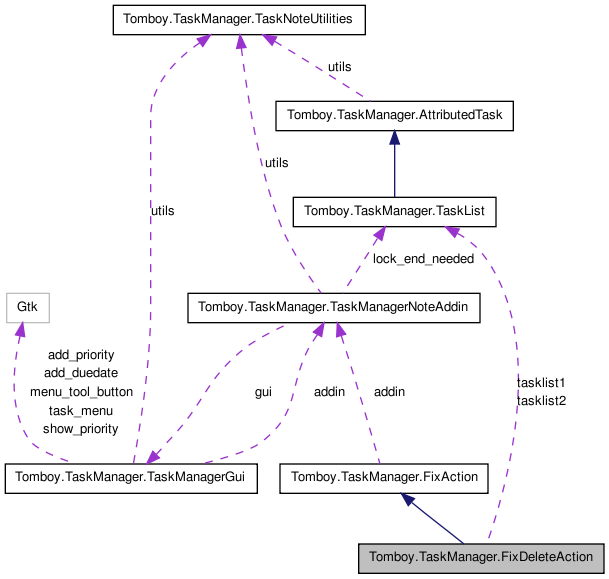 Tomboy.TaskManager.TaskNoteUtilities
utils
Tomboy.TaskManager.AttributedTask
utils
utils
Tomboy.TaskManager.TaskList
lock_end_needed
Gtk
Tomboy.TaskManager.TaskManagerNoteAddin
add_priority
add_duedate
menu_tool_button
task_menu
show_priority
gui
addin
addin
tasklist1
tasklist2
Tomboy.TaskManager.TaskManagerGui
Tomboy.TaskManager.FixAction
Tomboy.TaskManager.FixDeleteAction